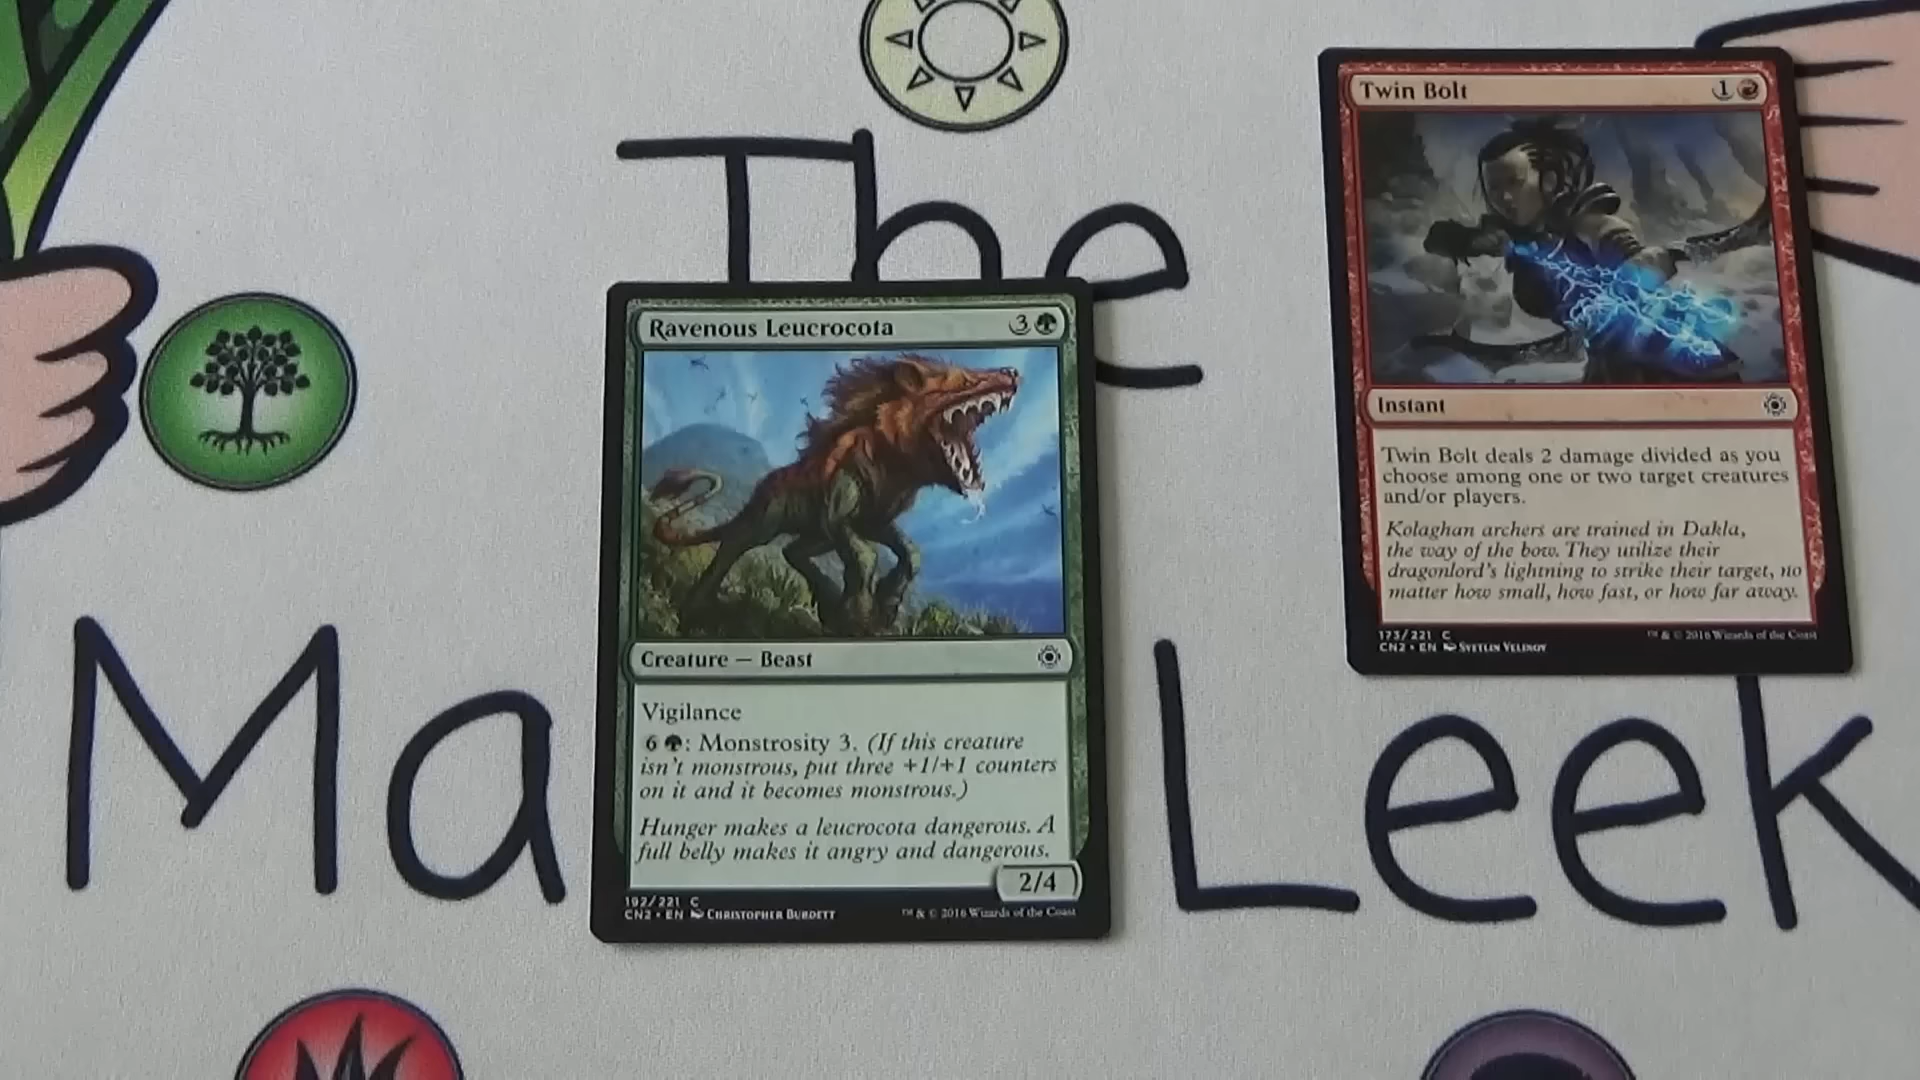 The
Ma
Leek
Ravenous Leucrocota
3
Creature — Beast
Vigilance
6 : Monstrosity 3. (If this creature
isn't monstrous, put three +1/+1 counters
on it and it becomes monstrous.)
Hunger makes a leucrocota dangerous. A
full belly makes it angry and dangerous.
2/4
192/221 C
CN2 • EN Christopher Burdett
™ & © 2016 Wizards of the Coast
Twin Bolt
1
Instant
Twin Bolt deals 2 damage divided as you
choose among one or two target creatures
and/or players.
Kolaghan archers are trained in Dakla,
the way of the bow. They utilize their
dragonlord's lightning to strike their target, no
matter how small, how fast, or how far away.
173/221 C
CN2 • EN Svetlin Velinov
™ & © 2016 Wizards of the Coast